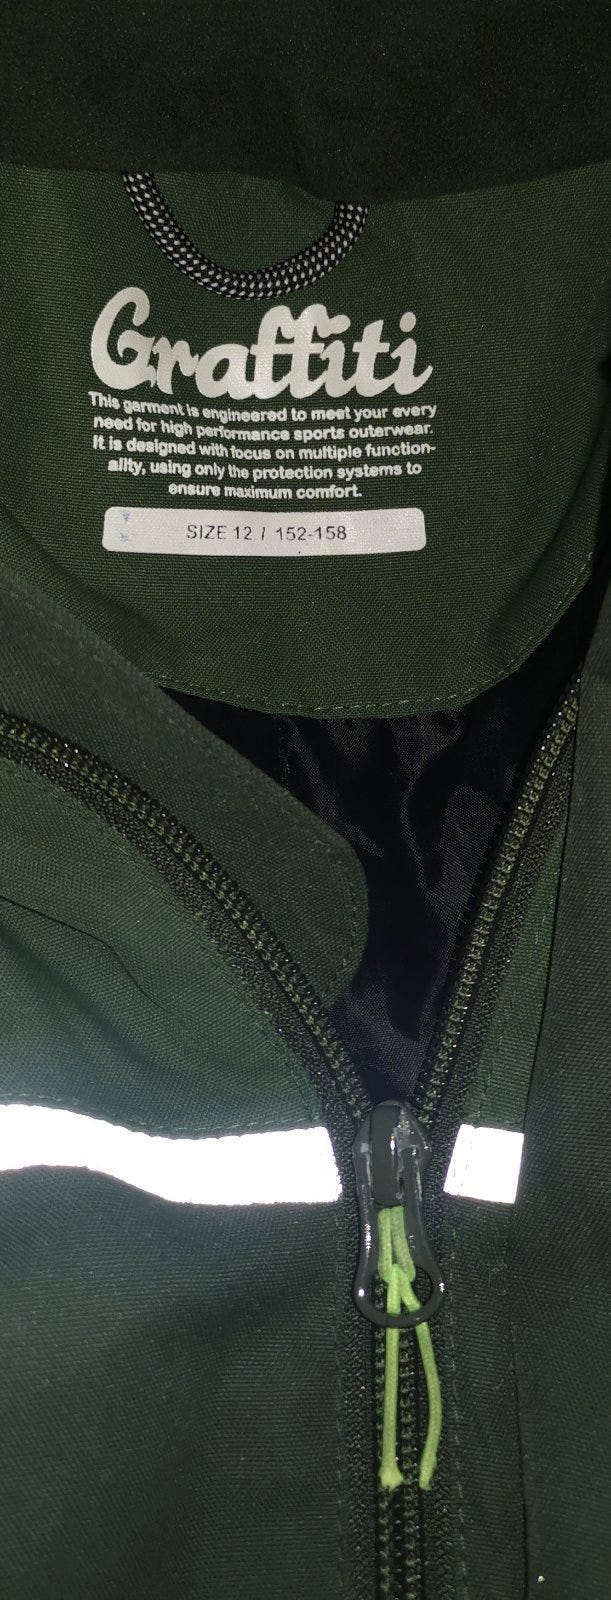 Graffiti
This garment is engineered to meet your every
need for high performance sports outerwear.
It is designed with focus on multiple function-
ality, using only the protection systems to
ensure maximum comfort.
SIZE 12 / 152-158